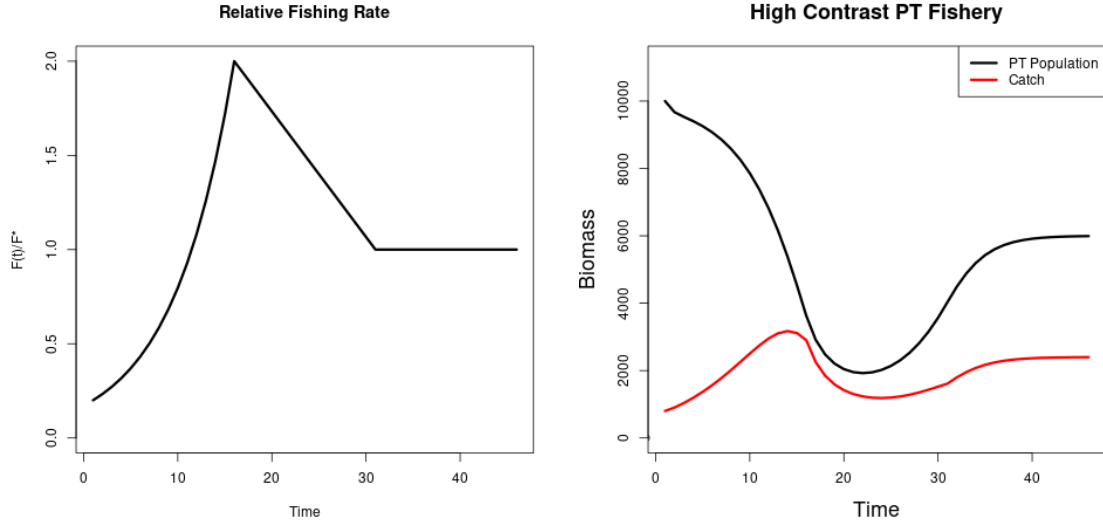 Relative Fishing Rate
2.0
1.5
1.0
0.5
0.0
F(t)/F*
0
10
20
30
40
Time
High Contrast PT Fishery
PT Population
Catch
10000
8000
6000
4000
2000
0
Biomass
0
10
20
30
40
Time